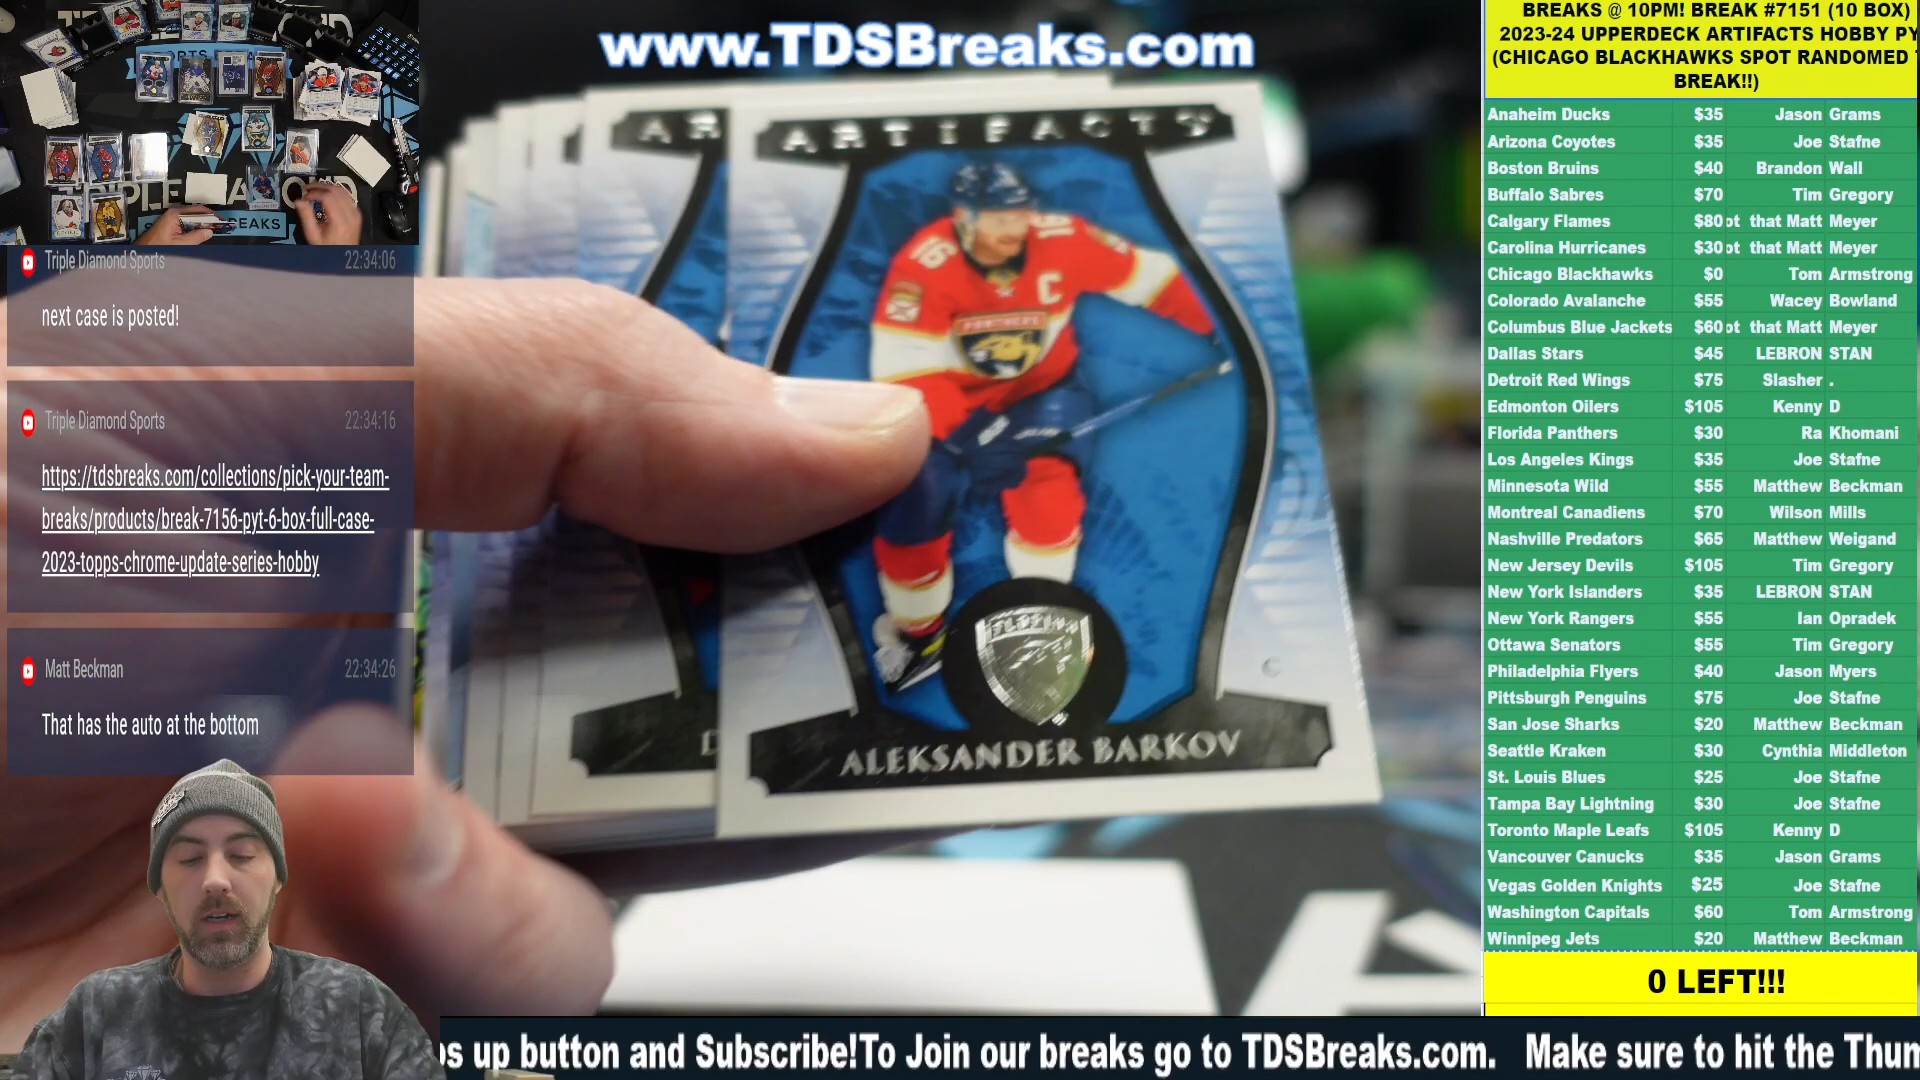 www.TDSBreaks.com
BREAKS @ 10PM! BREAK #7151 (10 BOX)
2023-24 UPPERDECK ARTIFACTS HOBBY PY
(CHICAGO BLACKHAWKS SPOT RANDOMED
BREAK!!)
Anaheim Ducks $35 Jason Grams
Arizona Coyotes $35 Joe Stafne
Boston Bruins $40 Brandon Wall
Buffalo Sabres $70 Tim Gregory
Calgary Flames $80 ot that Matt Meyer
Carolina Hurricanes $30 ot that Matt Meyer
Chicago Blackhawks $0 Tom Armstrong
Colorado Avalanche $55 Wacey Bowland
Columbus Blue Jackets $60 ot that Matt Meyer
Dallas Stars $45 LEBRON STAN
Detroit Red Wings $75 Slasher .
Edmonton Oilers $105 Kenny D
Florida Panthers $30 Ra Khomani
Los Angeles Kings $35 Joe Stafne
Minnesota Wild $55 Matthew Beckman
Montreal Canadiens $70 Wilson Mills
Nashville Predators $65 Matthew Weigand
New Jersey Devils $105 Tim Gregory
New York Islanders $35 LEBRON STAN
New York Rangers $55 Ian Opradek
Ottawa Senators $55 Tim Gregory
Philadelphia Flyers $40 Jason Myers
Pittsburgh Penguins $75 Joe Stafne
San Jose Sharks $20 Matthew Beckman
Seattle Kraken $30 Cynthia Middleton
St. Louis Blues $25 Joe Stafne
Tampa Bay Lightning $30 Joe Stafne
Toronto Maple Leafs $105 Kenny D
Vancouver Canucks $35 Jason Grams
Vegas Golden Knights $25 Joe Stafne
Washington Capitals $60 Tom Armstrong
Winnipeg Jets $20 Matthew Beckman
0 LEFT!!!
Triple Diamond Sports 22:34:06
next case is posted!
Triple Diamond Sports 22:34:16
https://tdsbreaks.com/collections/pick-your-team-
breaks/products/break-7156-pyt-6-box-full-case-
2023-topps-chrome-update-series-hobby
Matt Beckman 22:34:26
That has the auto at the bottom
AR
ARTIFACTS
16
C
PANTHERS
D
ALEKSANDER BARKOV
BREAKS
ps up button and Subscribe!To Join our breaks go to TDSBreaks.com. Make sure to hit the Thum